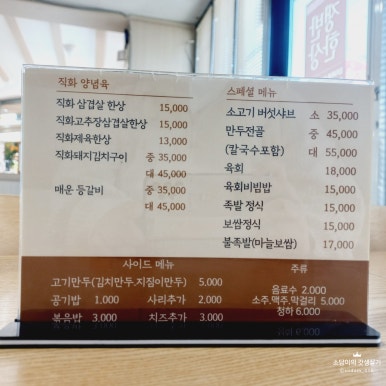 직화 양념육
직화 삼겹살 한상 15,000
직화고추장삼겹살한상 15,000
직화제육한상 13,000
직화돼지김치구이 중 35,000
대 45,000
매운 등갈비 중 35,000
대 45,000
스페셜 메뉴
소고기 버섯샤브 소 35,000
만두전골 중 45,000
(칼국수포함) 대 55,000
육회 18,000
육회비빔밥 15,000
족발 정식 15,000
보쌈정식 15,000
불족발(마늘보쌈) 17,000
사이드 메뉴
고기만두(김치만두.지짐이만두) 5.000
공기밥 1.000 사리추가 2.000
볶음밥 3,000 치즈추가 3.000
주류
음료수 2.000
소주,맥주,막걸리 5,000
청하 6,000
쟁반
한상